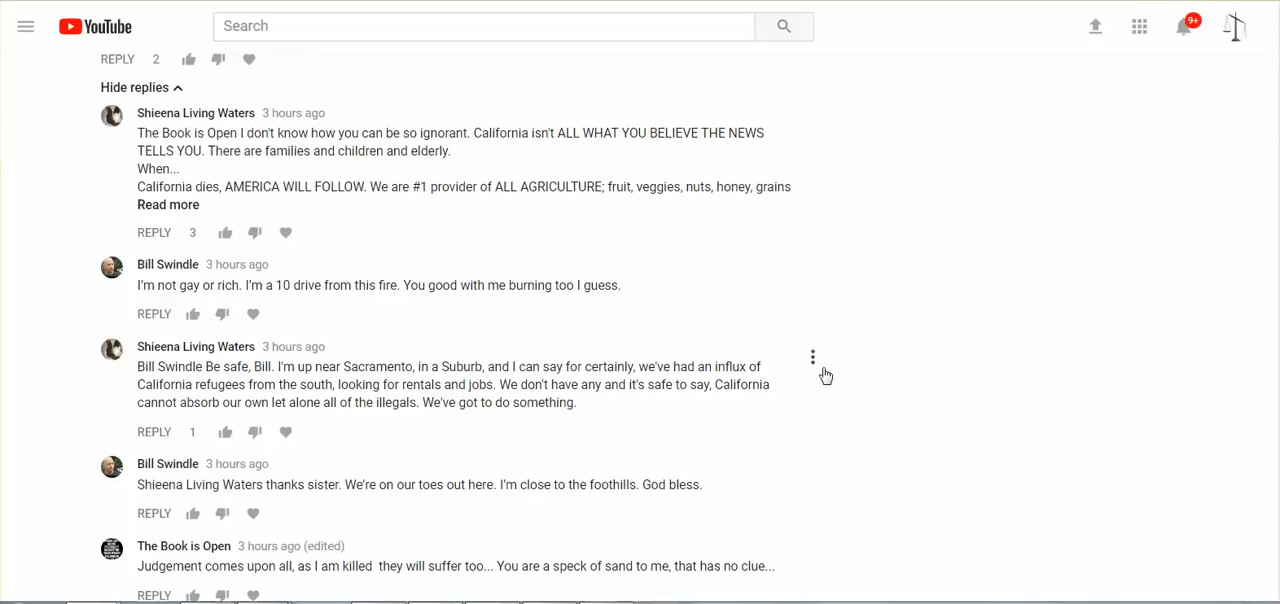 YouTube
Search
9+
REPLY 2
Hide replies
Shieena Living Waters 3 hours ago
The Book is Open I don't know how you can be so ignorant. California isn't ALL WHAT YOU BELIEVE THE NEWS
TELLS YOU. There are families and children and elderly.
When...
California dies, AMERICA WILL FOLLOW. We are #1 provider of ALL AGRICULTURE; fruit, veggies, nuts, honey, grains
Read more
REPLY 3
Bill Swindle 3 hours ago
I'm not gay or rich. I'm a 10 drive from this fire. You good with me burning too I guess.
REPLY
Shieena Living Waters 3 hours ago
Bill Swindle Be safe, Bill. I'm up near Sacramento, in a Suburb, and I can say for certainly, we've had an influx of
California refugees from the south, looking for rentals and jobs. We don't have any and it's safe to say, California
cannot absorb our own let alone all of the illegals. We've got to do something.
REPLY 1
Bill Swindle 3 hours ago
Shieena Living Waters thanks sister. We're on our toes out here. I'm close to the foothills. God bless.
REPLY
The Book is Open 3 hours ago (edited)
Judgement comes upon all, as I am killed they will suffer too... You are a speck of sand to me, that has no clue...
REPLY